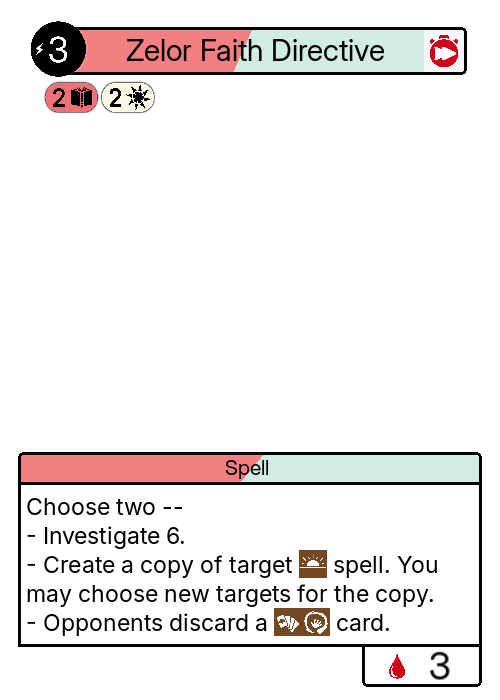 3 Zelor Faith Directive
2 2
Spell
Choose two --
- Investigate 6.
- Create a copy of target spell. You
may choose new targets for the copy.
- Opponents discard a card.
3